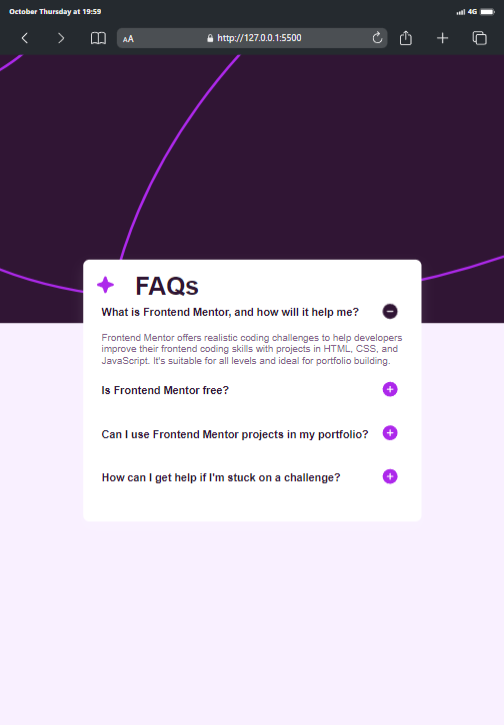 October Thursday at 19:59
4G
AA
http://127.0.0.1:5500
FAQs
What is Frontend Mentor, and how will it help me?
Frontend Mentor offers realistic coding challenges to help developers
improve their frontend coding skills with projects in HTML, CSS, and
JavaScript. It's suitable for all levels and ideal for portfolio building.
Is Frontend Mentor free?
Can I use Frontend Mentor projects in my portfolio?
How can I get help if I'm stuck on a challenge?